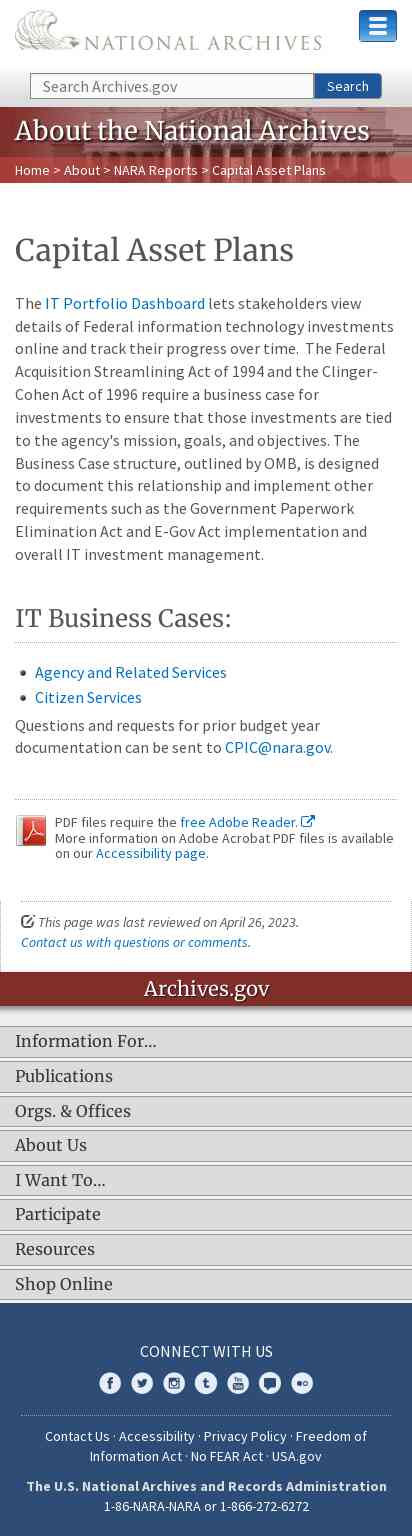 NATIONAL ARCHIVES
Search Archives.gov
Search
About the National Archives
Home > About > NARA Reports > Capital Asset Plans
Capital Asset Plans
The IT Portfolio Dashboard lets stakeholders view
details of Federal information technology investments
online and track their progress over time.  The Federal
Acquisition Streamlining Act of 1994 and the Clinger-
Cohen Act of 1996 require a business case for
investments to ensure that those investments are tied
to the agency's mission, goals, and objectives. The
Business Case structure, outlined by OMB, is designed
to document this relationship and implement other
requirements such as the Government Paperwork
Elimination Act and E-Gov Act implementation and
overall IT investment management.
IT Business Cases:
Agency and Related Services
Citizen Services
Questions and requests for prior budget year
documentation can be sent to CPIC@nara.gov.
PDF files require the free Adobe Reader.
More information on Adobe Acrobat PDF files is available
on our Accessibility page.
This page was last reviewed on April 26, 2023.
Contact us with questions or comments.
Archives.gov
Information For…
Publications
Orgs. & Offices
About Us
I Want To…
Participate
Resources
Shop Online
CONNECT WITH US
Contact Us · Accessibility · Privacy Policy · Freedom of
Information Act · No FEAR Act · USA.gov
The U.S. National Archives and Records Administration
1-86-NARA-NARA or 1-866-272-6272